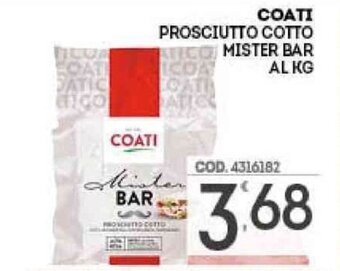 COATI
PROSCIUTTO COTTO
MISTER BAR
AL KG
COATI
Mister
BAR
PROSCIUTTO COTTO
COD. 4316182
€
3,68